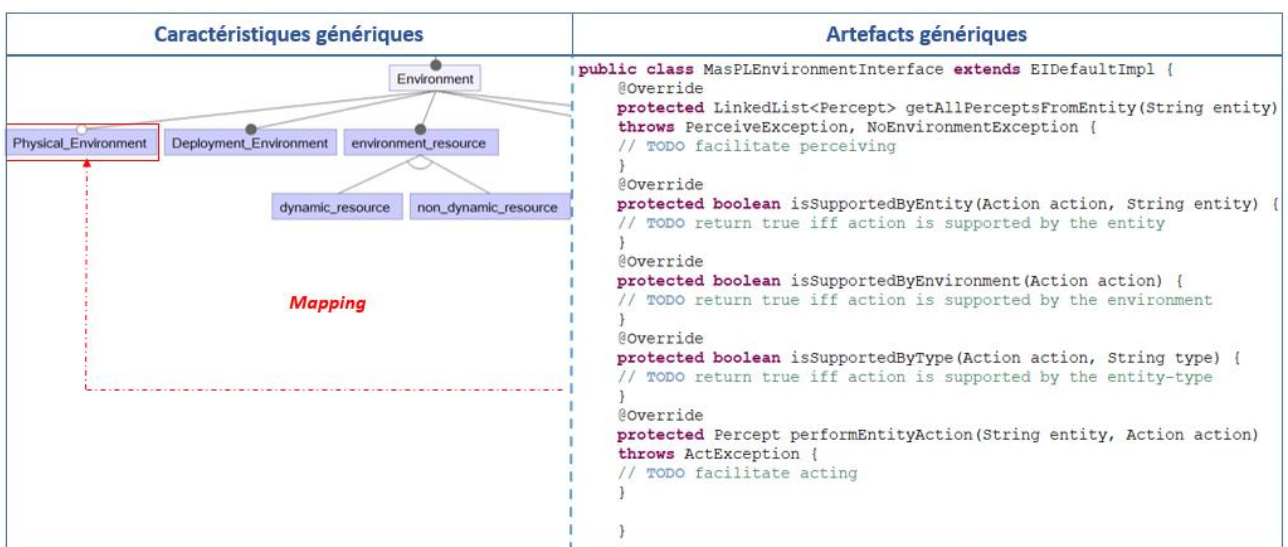 Caractéristiques génériques
Environment
Physical_Environment
Deployment_Environment
environment_resource
dynamic_resource
non_dynamic_resource
Mapping
Artefacts génériques
public class MasPLEnvironmentInterface extends EIDefaultImpl {
@Override
protected LinkedList<Percept> getAllPerceptsFromEntity(String entity)
throws PerceiveException, NoEnvironmentException {
// TODO facilitate perceiving
}
@Override
protected boolean isSupportedByEntity(Action action, String entity) {
// TODO return true iff action is supported by the entity
}
@Override
protected boolean isSupportedByEnvironment(Action action) {
// TODO return true iff action is supported by the environment
}
@Override
protected boolean isSupportedByType(Action action, String type) {
// TODO return true iff action is supported by the entity-type
}
@Override
protected Percept performEntityAction(String entity, Action action)
throws ActException {
// TODO facilitate acting
}
}